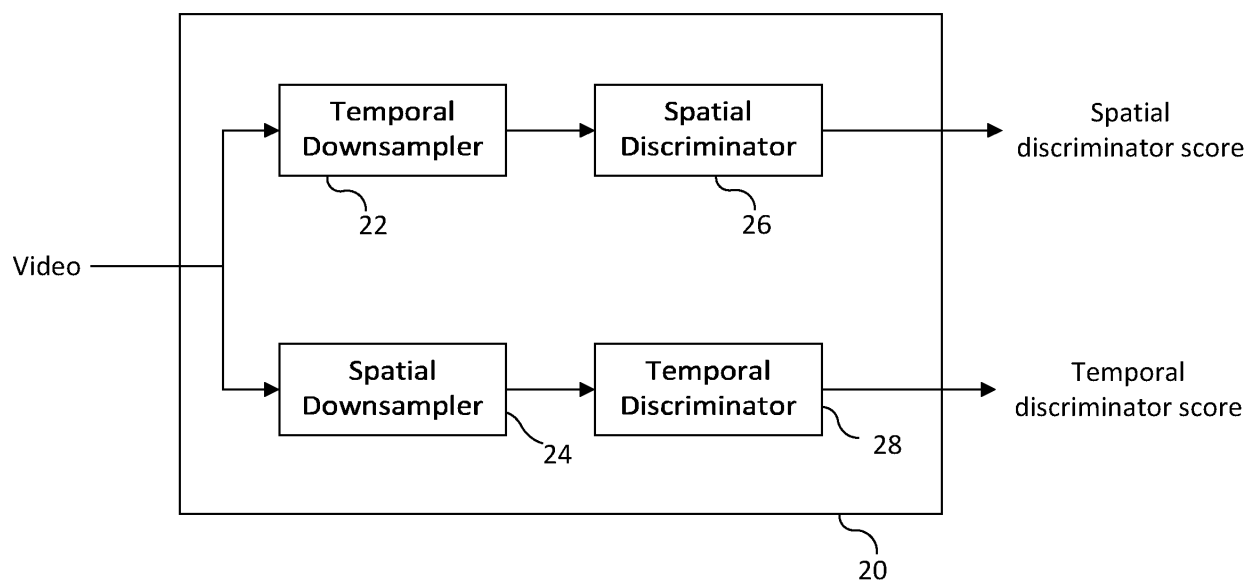 Temporal
Downsampler
22
Spatial
Discriminator
26
Spatial
discriminator score
Video
Spatial
Downsampler
24
Temporal
Discriminator
28
Temporal
discriminator score
20